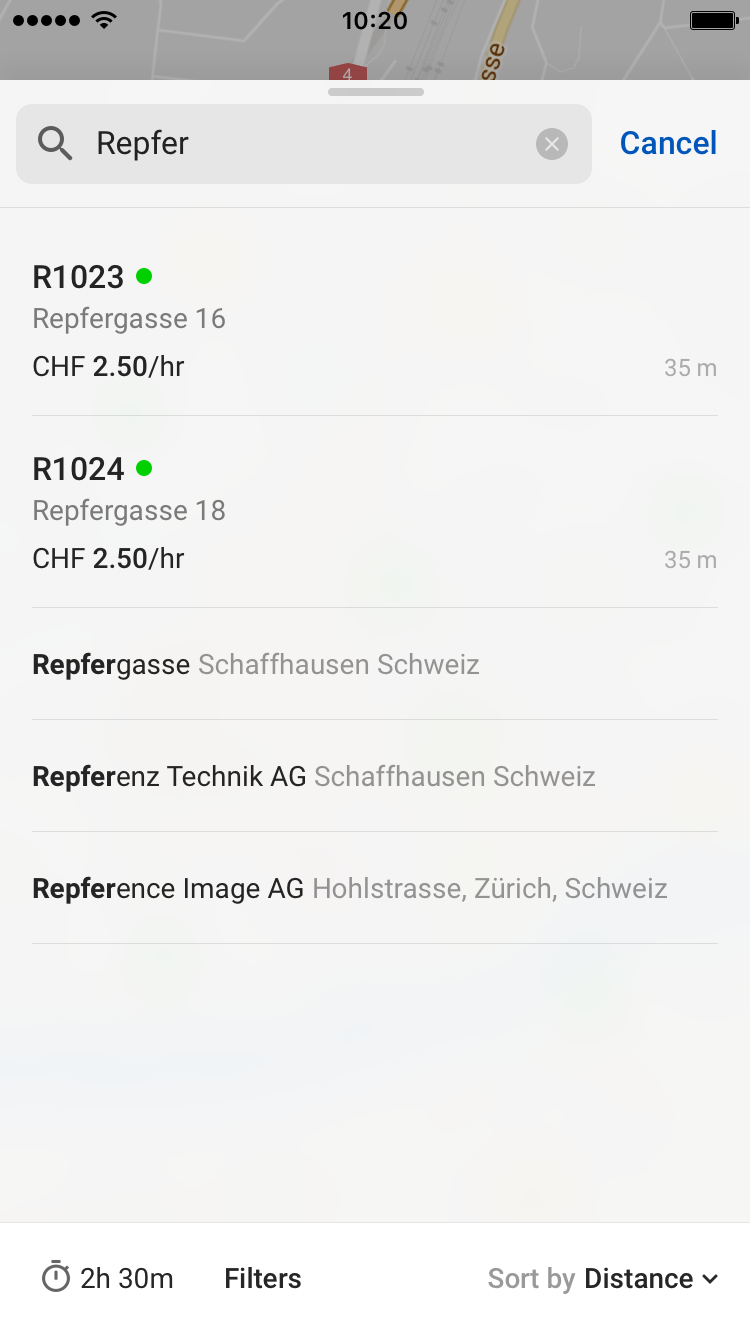 10:20
4
sse
Repfer
Cancel
R1023
Repfergasse 16
CHF 2.50/hr
35 m
R1024
Repfergasse 18
CHF 2.50/hr
35 m
Repfergasse Schaffhausen Schweiz
Repferenz Technik AG Schaffhausen Schweiz
Repference Image AG Hohlstrasse, Zürich, Schweiz
2h 30m Filters Sort by Distance